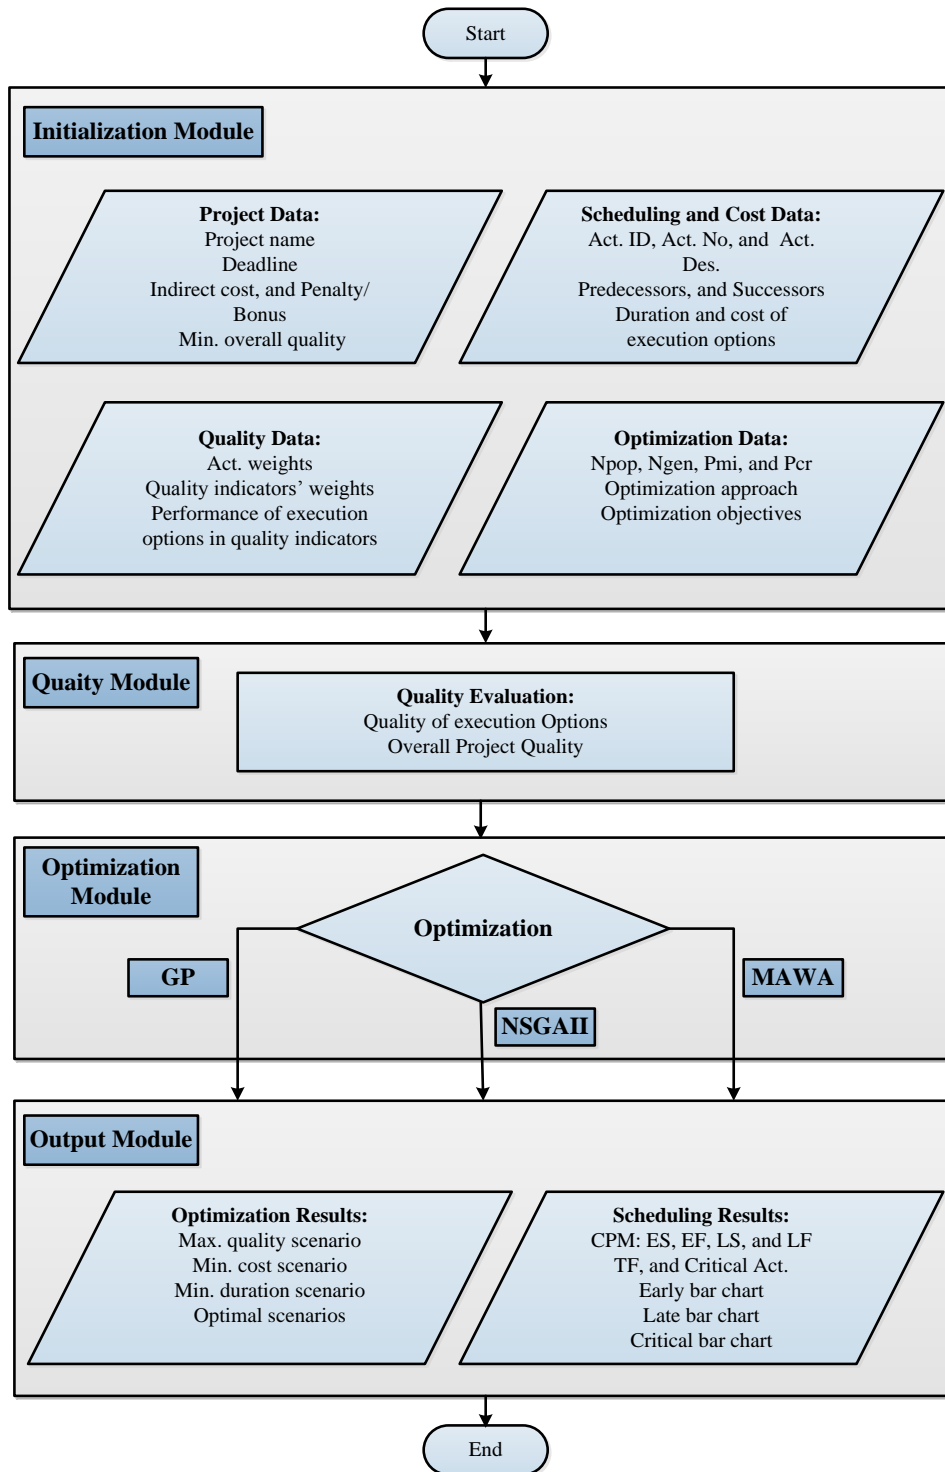 Start
Initialization Module
Project Data:
Project name
Deadline
Indirect cost, and Penalty/
Bonus
Min. overall quality
Scheduling and Cost Data:
Act. ID, Act. No, and Act.
Des.
Predecessors, and Successors
Duration and cost of
execution options
Quality Data:
Act. weights
Quality indicators’ weights
Performance of execution
options in quality indicators
Optimization Data:
Npop, Ngen, Pmi, and Pcr
Optimization approach
Optimization objectives
Quaity Module
Quality Evaluation:
Quality of execution Options
Overall Project Quality
Optimization
Module
Optimization
GP
NSGAII
MAWA
Output Module
Optimization Results:
Max. quality scenario
Min. cost scenario
Min. duration scenario
Optimal scenarios
Scheduling Results:
CPM: ES, EF, LS, and LF
TF, and Critical Act.
Early bar chart
Late bar chart
Critical bar chart
End